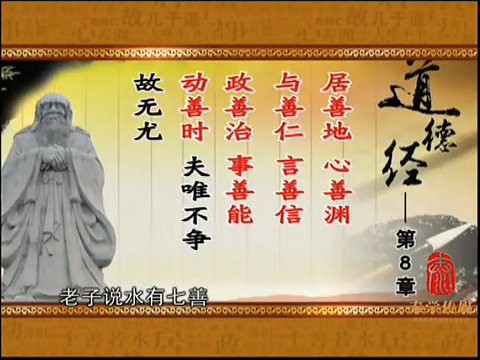 道德经——第8章
居善地 心善渊
与善仁 言善信
政善治 事善能
动善时 夫唯不争
故无尤
老子说水有七善